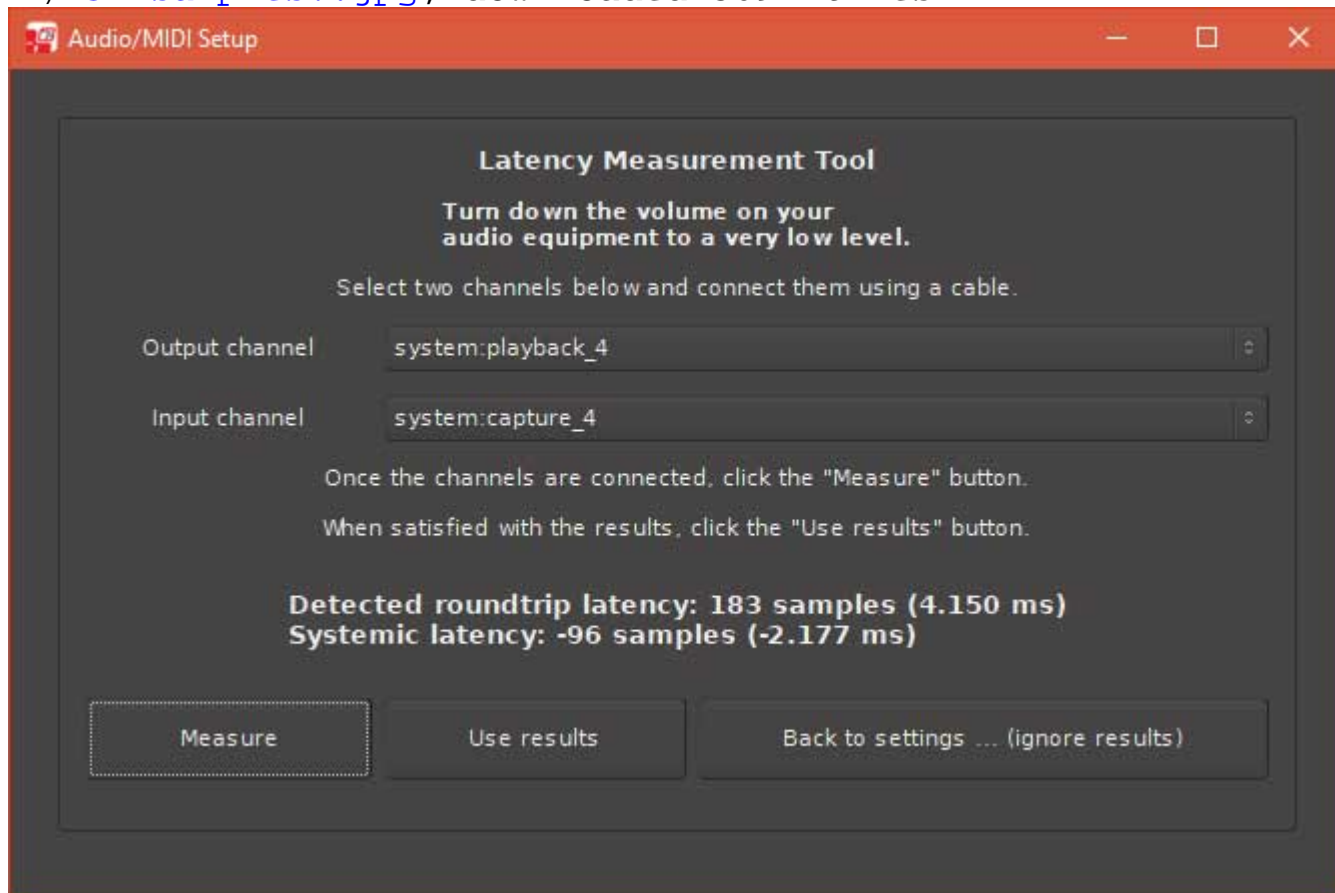 Audio/MIDI Setup
Latency Measurement Tool
Turn down the volume on your
audio equipment to a very low level.
Select two channels below and connect them using a cable.
Output channel system:playback_4
Input channel system:capture_4
Once the channels are connected, click the "Measure" button.
When satisfied with the results, click the "Use results" button.
Detected roundtrip latency: 183 samples (4.150 ms)
Systemic latency: -96 samples (-2.177 ms)
Measure Use results Back to settings ... (ignore results)